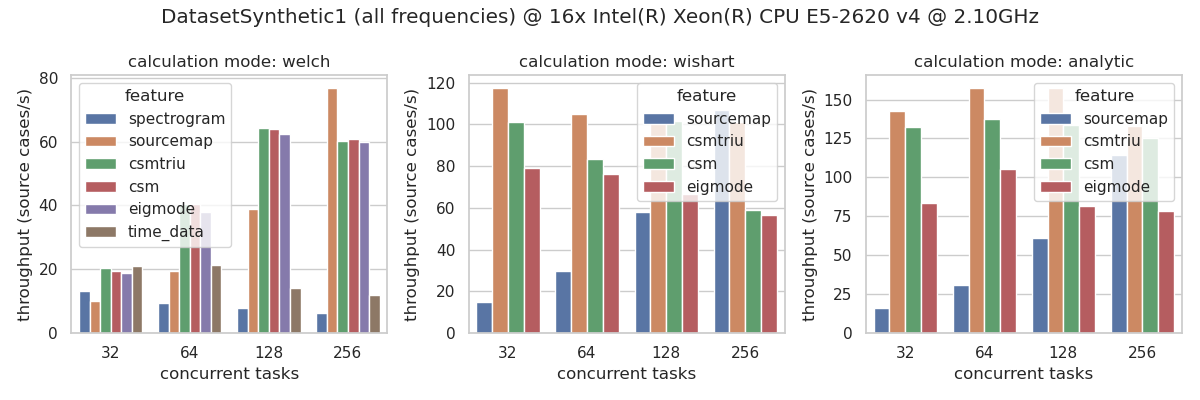 DatasetSynthetic1 (all frequencies) @ 16x Intel(R) Xeon(R) CPU E5-2620 v4 @ 2.10GHz
calculation mode: welch
throughput (source cases/s)
80
60
40
20
0
feature
spectrogram
sourcemap
csmtriu
csm
eigmode
time_data
32 64 128 256
concurrent tasks
calculation mode: wishart
throughput (source cases/s)
120
100
80
60
40
20
0
feature
sourcemap
csmtriu
csm
eigmode
32 64 128 256
concurrent tasks
calculation mode: analytic
throughput (source cases/s)
150
125
100
75
50
25
0
feature
sourcemap
csmtriu
csm
eigmode
32 64 128 256
concurrent tasks